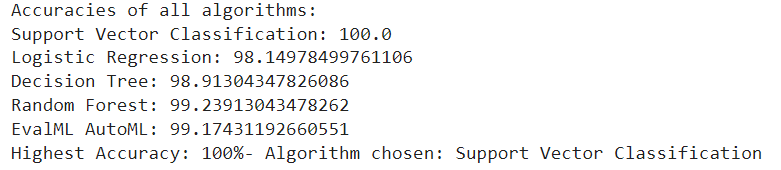 Accuracies of all algorithms:
Support Vector Classification: 100.0
Logistic Regression: 98.14978499761106
Decision Tree: 98.91304347826086
Random Forest: 99.23913043478262
EvalML AutoML: 99.17431192660551
Highest Accuracy: 100%- Algorithm chosen: Support Vector Classification